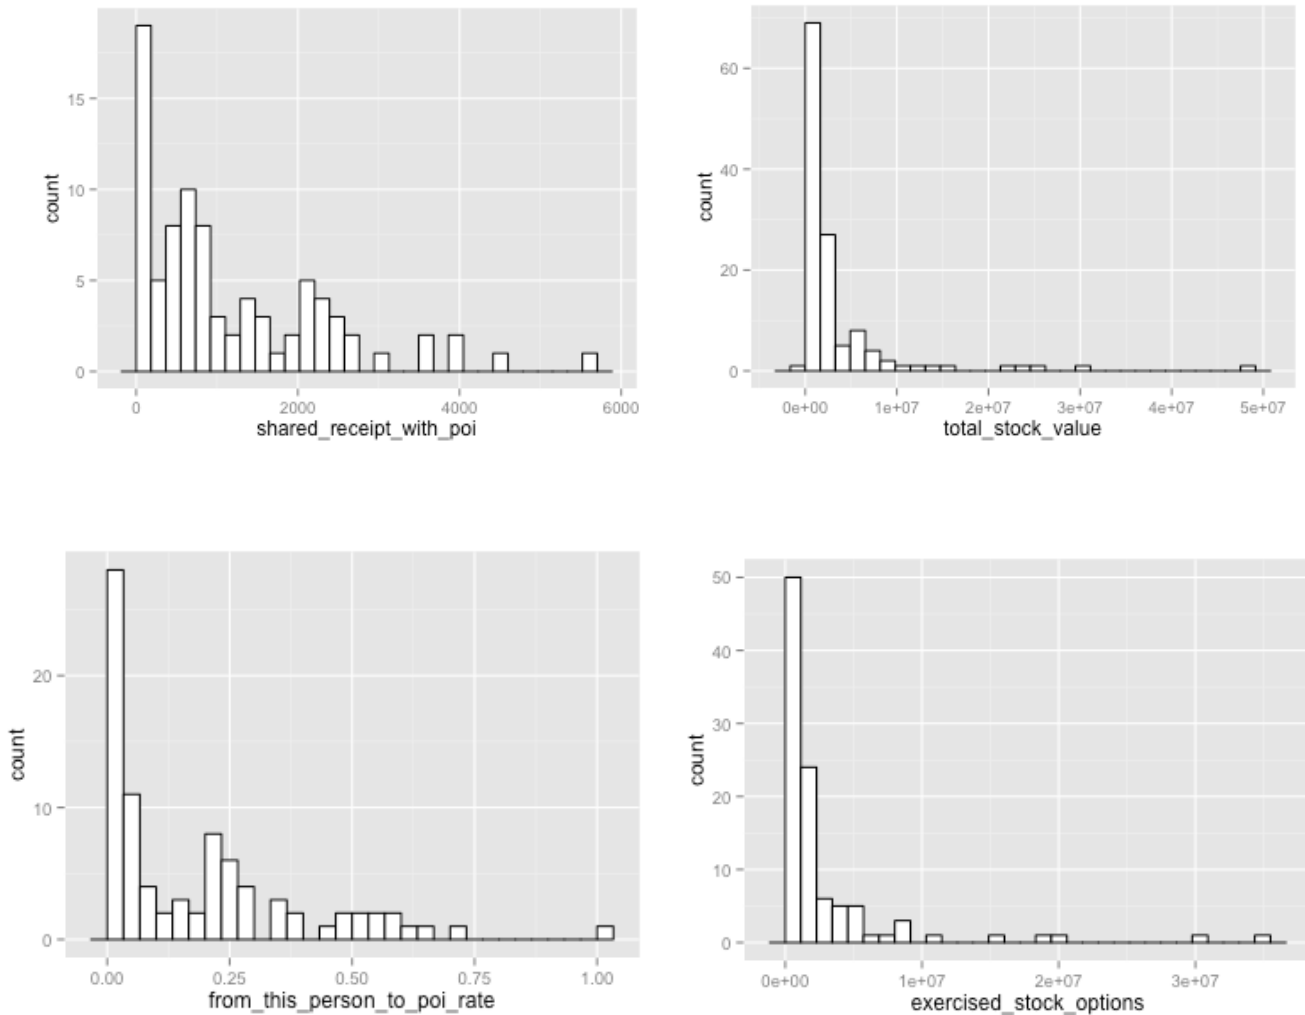 count
15
10
5
0
0
2000
4000
6000
shared_receipt_with_poi
count
60
40
20
0
0e+00
1e+07
2e+07
3e+07
4e+07
5e+07
total_stock_value
count
20
10
0
0.00
0.25
0.50
0.75
1.00
from_this_person_to_poi_rate
count
50
40
30
20
10
0
0e+00
1e+07
2e+07
3e+07
exercised_stock_options